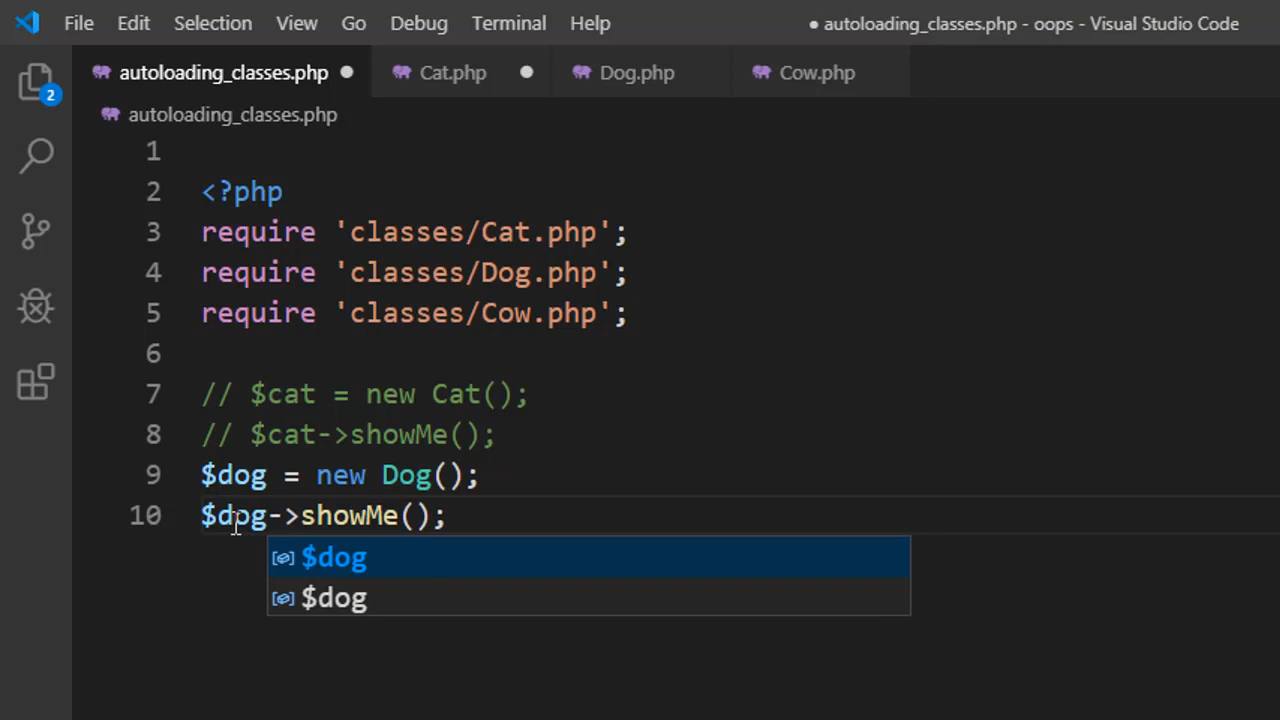 File Edit Selection View Go Debug Terminal Help ● autoloading_classes.php - oops - Visual Studio Code
autoloading_classes.php ● Cat.php ● Dog.php Cow.php
autoloading_classes.php
2
1
2 <?php
3 require 'classes/Cat.php';
4 require 'classes/Dog.php';
5 require 'classes/Cow.php';
6
7 // $cat = new Cat();
8 // $cat->showMe();
9 $dog = new Dog();
10 $dog->showMe();
$dog
$dog